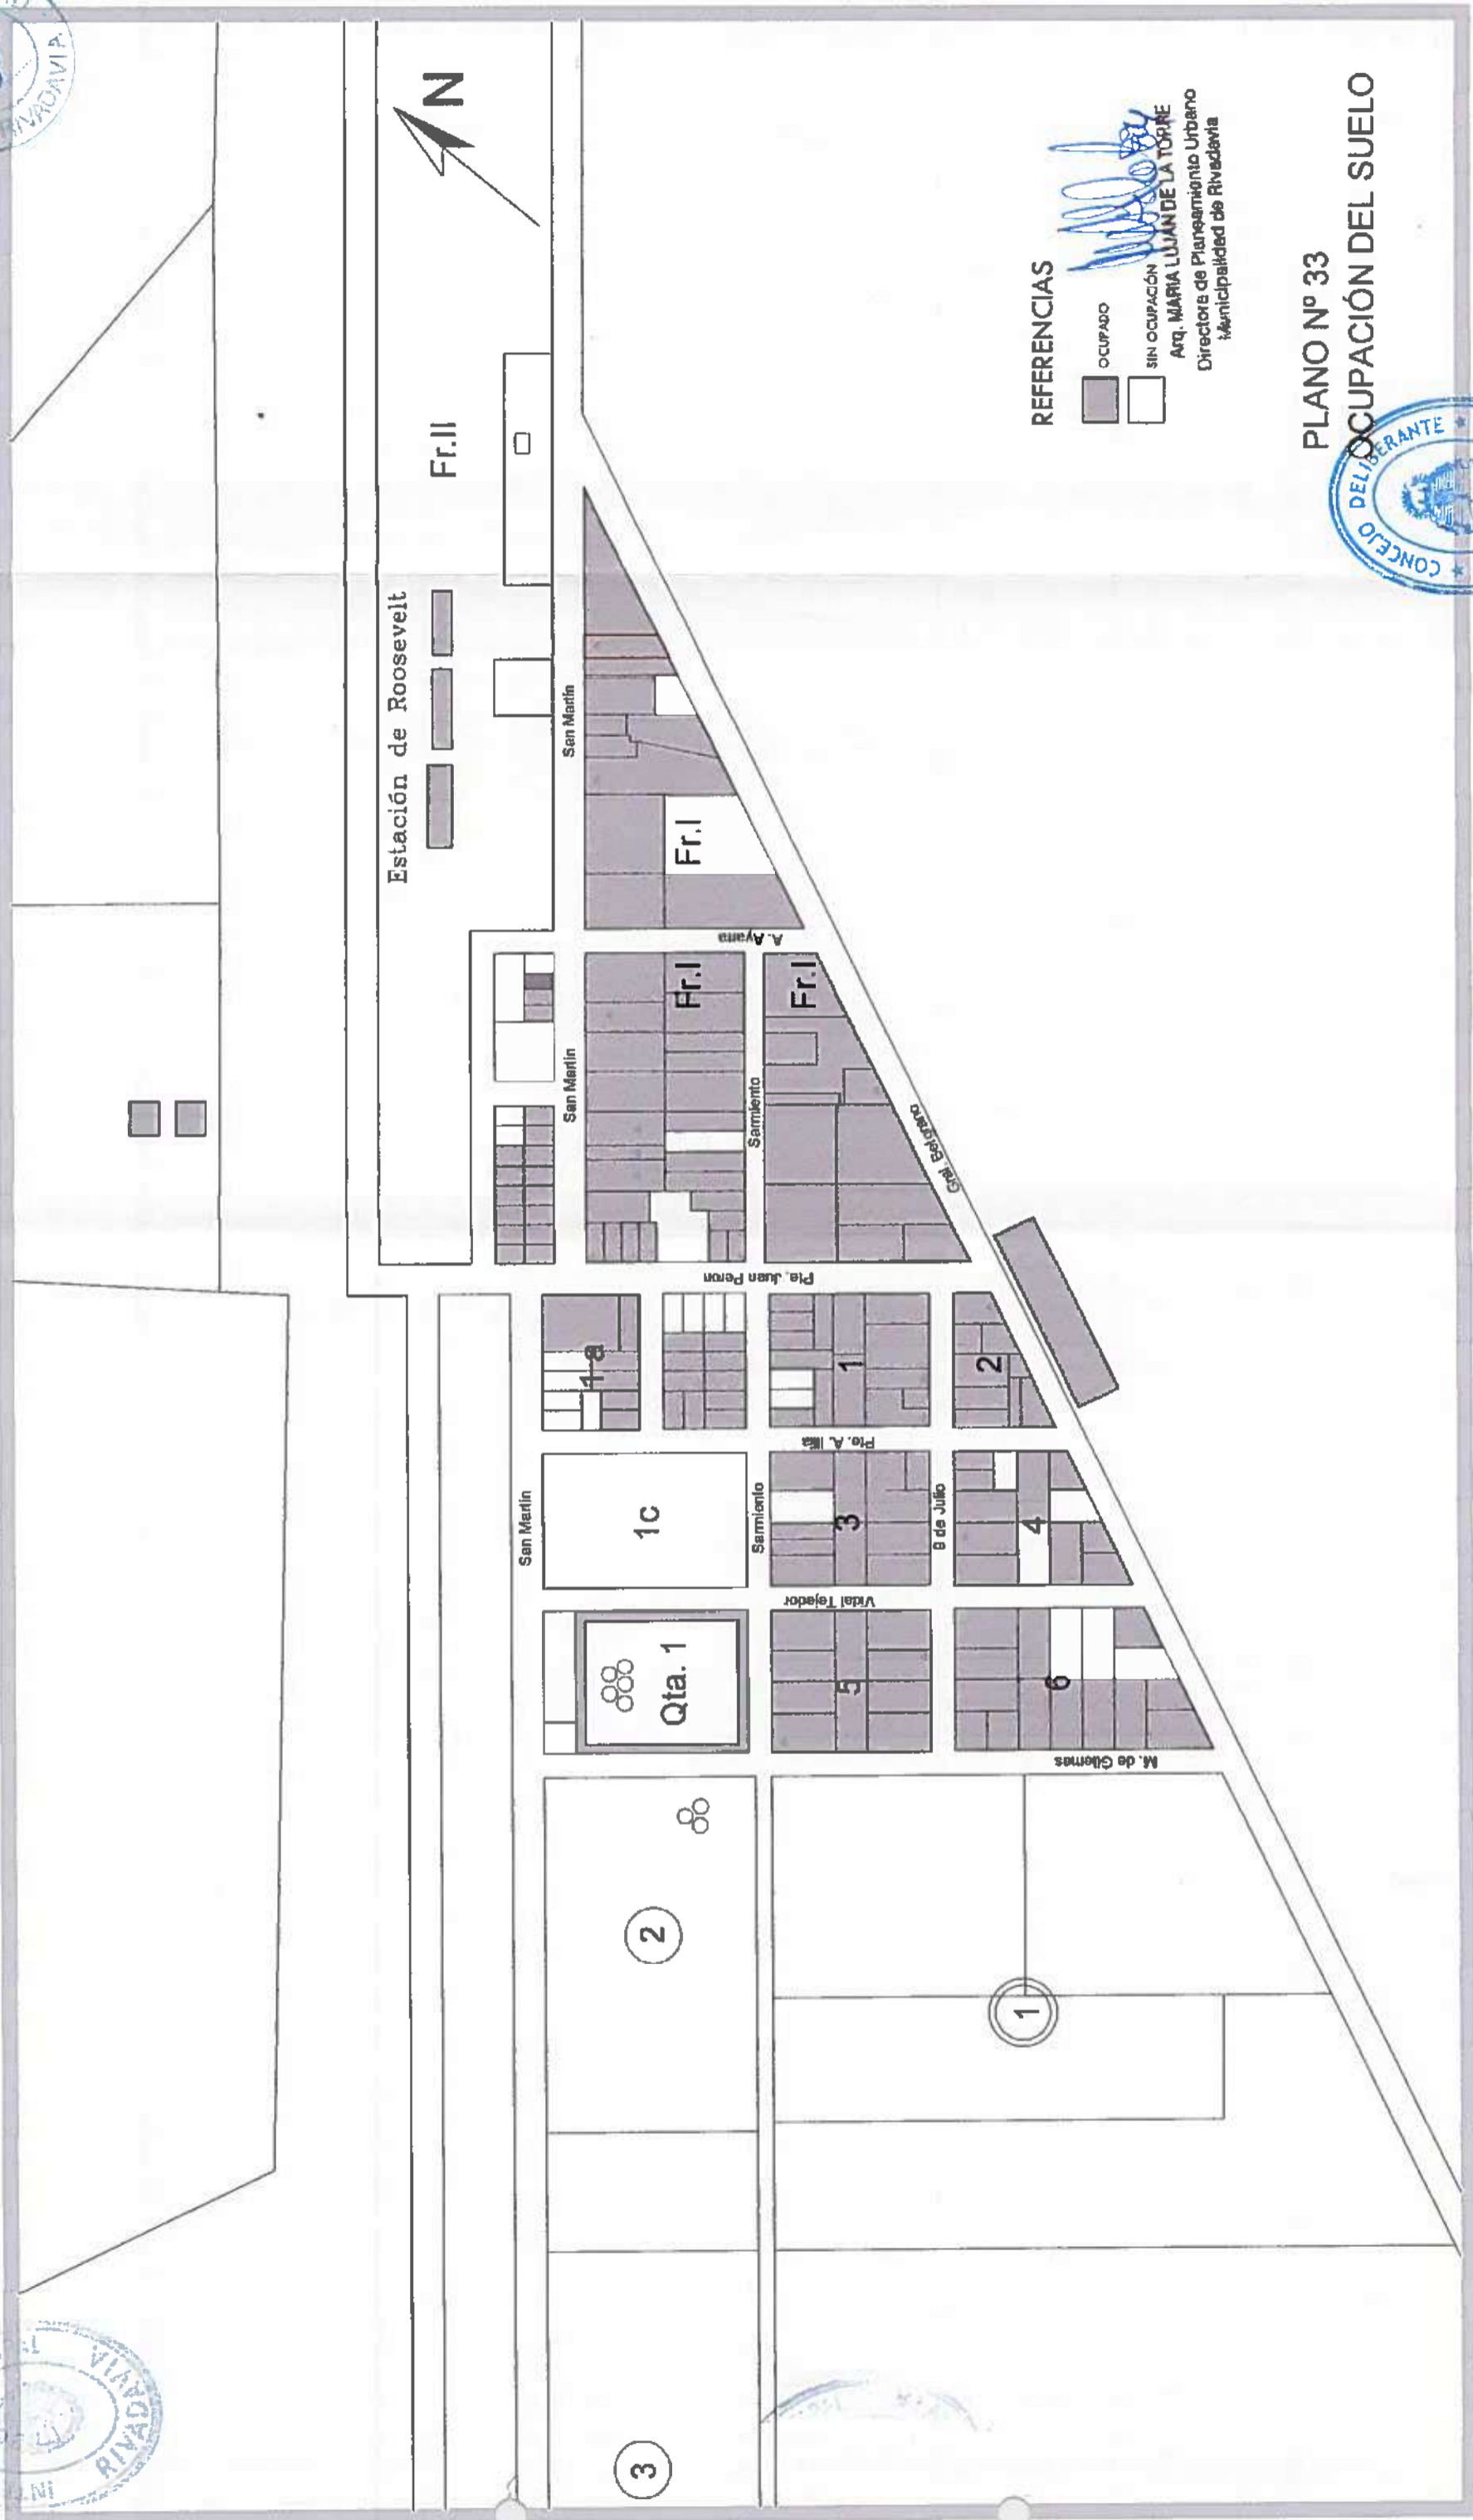 RIVADAVIA
N
Estación de Roosevelt
Fr.II
San Martin
Fr.I
A. Ayarra
San Martin
Fr.I
Sarmiento
Fr.I
Gral. Belgrano
Pte. Juan Peron
1a
1
2
Pte. A. Illia
San Martin
1c
Sarmiento
3
9 de Julio
4
Vidal Tejedor
Qta. 1
5
6
M. de Güemes
2
1
3
REFERENCIAS
OCUPADO
SIN OCUPACIÓN
Arq. MARIA LUJAN DE LA TORRE
Directora de Planeamiento Urbano
Municipalidad de Rivadavia
PLANO Nº 33
OCUPACIÓN DEL SUELO
CONCEJO DELIBERANTE
RIVADAVIA